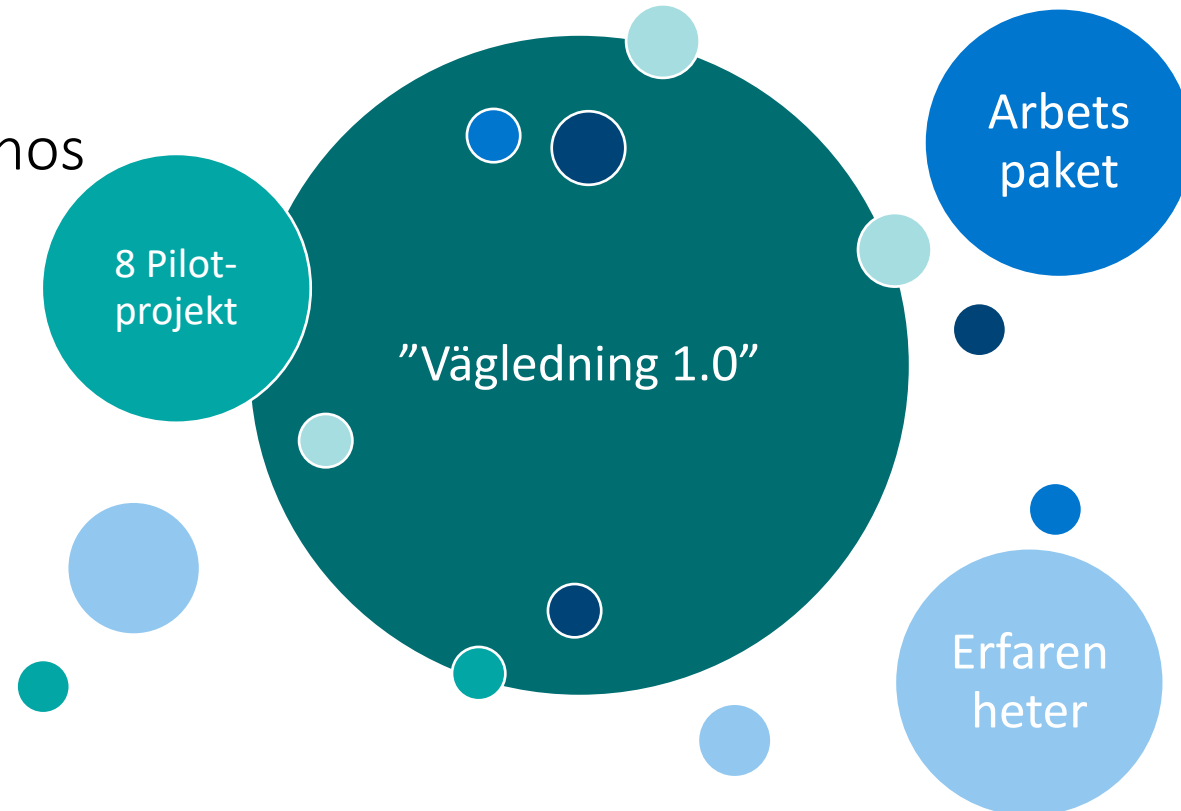 hos
8 Pilot-
projekt
”Vägledning 1.0”
Arbets
paket
Erfaren
heter